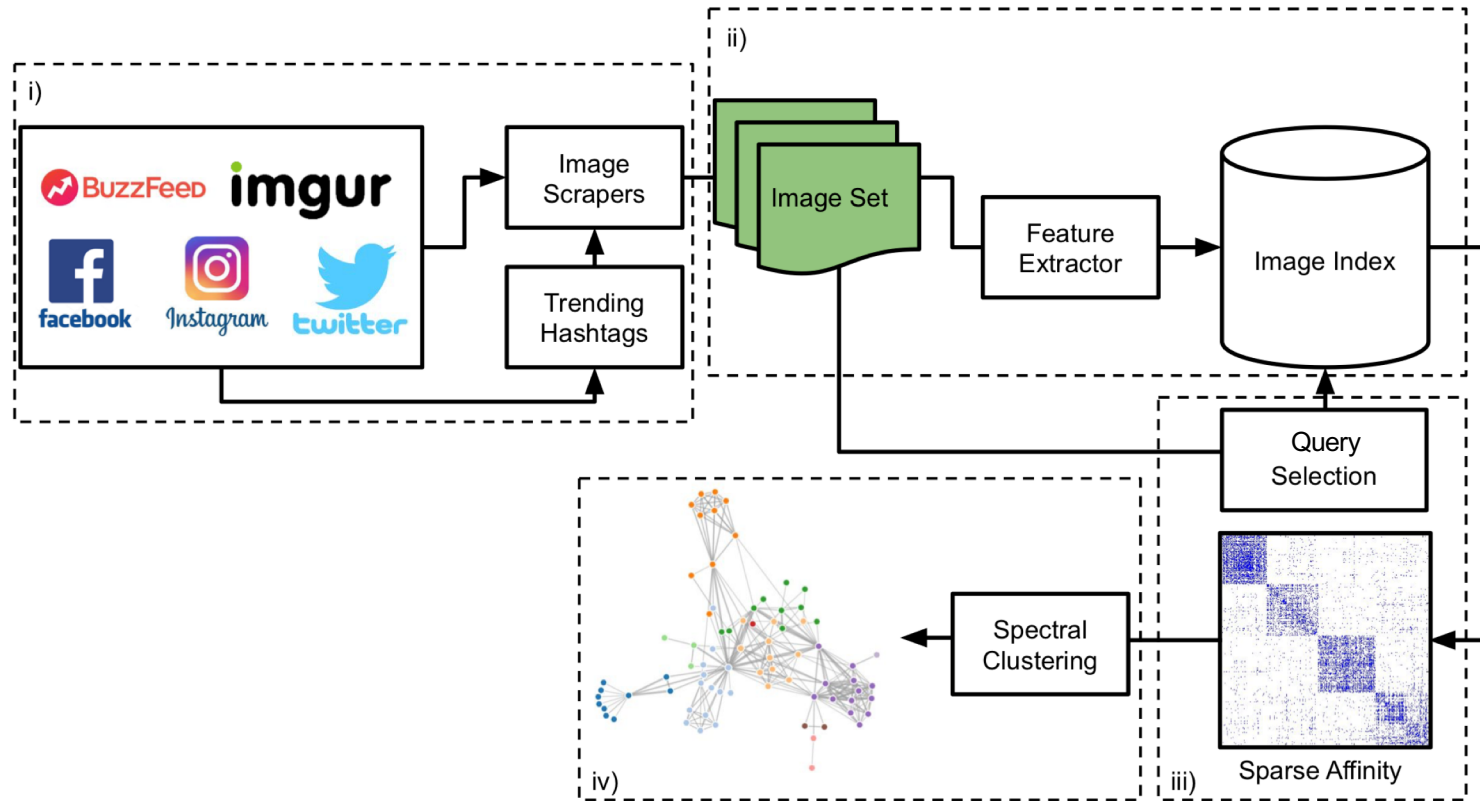 i)
BuzzFeed
imgur
facebook
Instagram
twitter
Image
Scrapers
Trending
Hashtags
ii)
Image Set
Feature
Extractor
Image Index
Query
Selection
Sparse Affinity
iii)
Spectral
Clustering
iv)